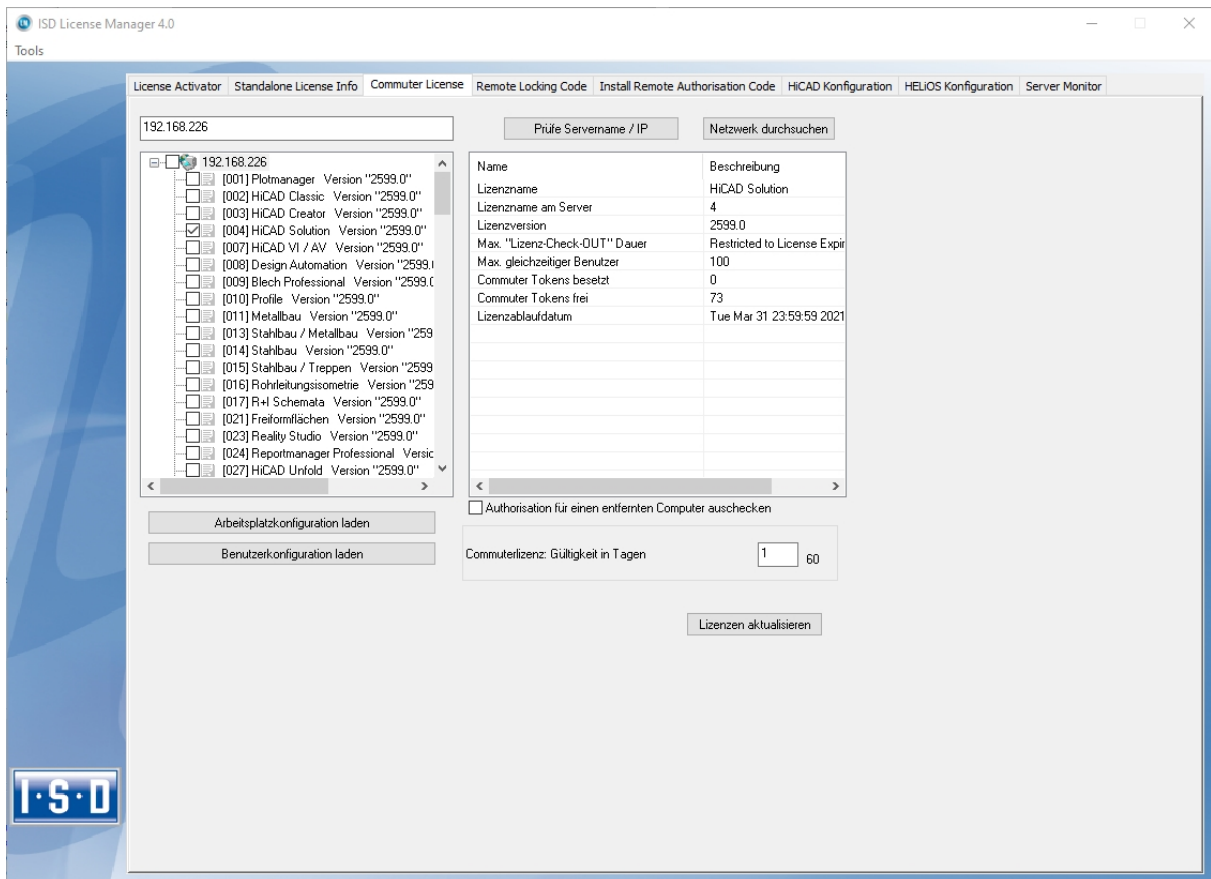 ISD License Manager 4.0
Tools
License Activator Standalone License Info Commuter License Remote Locking Code Install Remote Authorisation Code HiCAD Konfiguration HELiOS Konfiguration Server Monitor
192.168.226
Prüfe Servername / IP Netzwerk durchsuchen
192.168.226
[001] Plotmanager Version "2599.0"
[002] HiCAD Classic Version "2599.0"
[003] HiCAD Creator Version "2599.0"
[004] HiCAD Solution Version "2599.0"
[007] HiCAD VI / AV Version "2599.0"
[008] Design Automation Version "2599.
[009] Blech Professional Version "2599.0
[010] Profile Version "2599.0"
[011] Metallbau Version "2599.0"
[013] Stahlbau / Metallbau Version "259
[014] Stahlbau Version "2599.0"
[015] Stahlbau / Treppen Version "2599
[016] Rohrleitungsisometrie Version "259
[017] R+I Schemata Version "2599.0"
[021] Freiformflächen Version "2599.0"
[023] Reality Studio Version "2599.0"
[024] Reportmanager Professional Versic
[027] HiCAD Unfold Version "2599.0"
Name Beschreibung
Lizenzname HiCAD Solution
Lizenzname am Server 4
Lizenzversion 2599.0
Max. "Lizenz-Check-OUT" Dauer Restricted to License Expir
Max. gleichzeitiger Benutzer 100
Commuter Tokens besetzt 0
Commuter Tokens frei 73
Lizenzablaufdatum Tue Mar 31 23:59:59 2021
Arbeitsplatzkonfiguration laden
Benutzerkonfiguration laden
Authorisation für einen entfernten Computer auschecken
Commuterlizenz: Gültigkeit in Tagen 1 60
Lizenzen aktualisieren
I·S·D